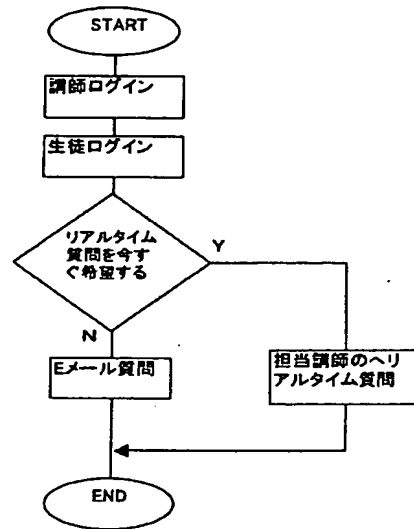 START
講師ログイン
生徒ログイン
リアルタイム
質問を今す
ぐ希望する
Y
N
Eメール質問
担当講師のへリ
アルタイム質問
END